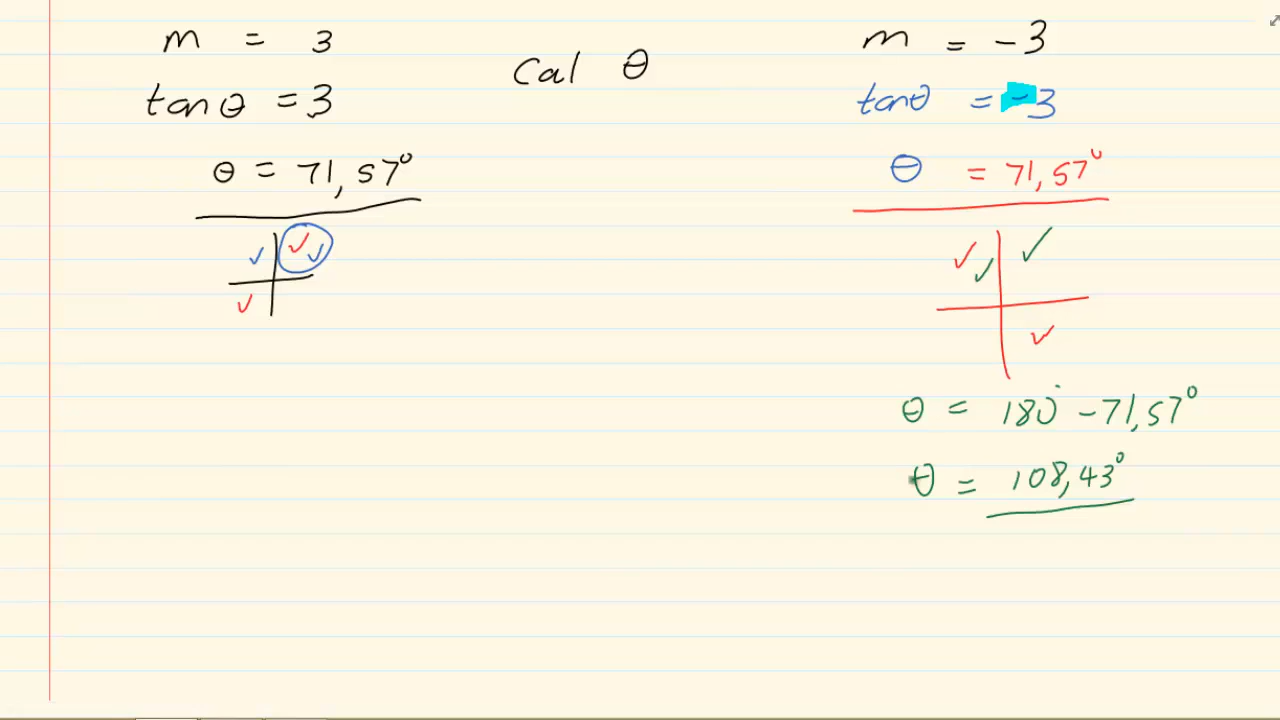 m = 3
tanθ = 3
θ = 71,57°
Cal θ
m = -3
tanθ = -3
θ = 71,57°
θ = 180° - 71,57°
θ = 108,43°